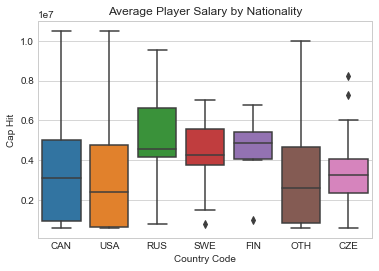 Average Player Salary by Nationality
1e7
1.0
0.8
0.6
0.4
0.2
Cap Hit
CAN USA RUS SWE FIN OTH CZE
Country Code